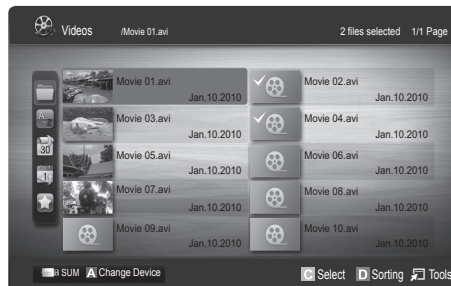 Videos /Movie 01.avi 2 files selected 1/1 Page
Movie 01.avi Movie 02.avi
Jan.10.2010 Jan.10.2010
Movie 03.avi Movie 04.avi
Jan.10.2010 Jan.10.2010
Movie 05.avi Movie 06.avi
Jan.10.2010 Jan.10.2010
Movie 07.avi Movie 08.avi
Jan.10.2010 Jan.10.2010
Movie 09.avi Movie 10.avi
Jan.10.2010 Jan.10.2010
A Z
30
SUM A Change Device C Select D Sorting Tools